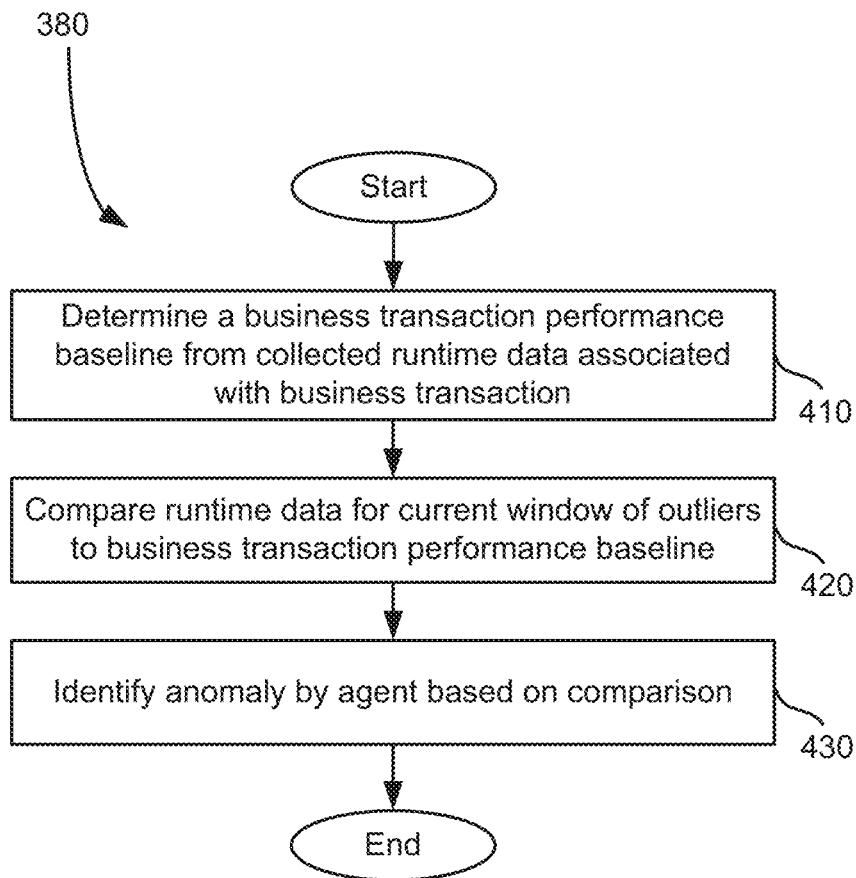 380
Start
Determine a business transaction performance
baseline from collected runtime data associated
with business transaction
410
Compare runtime data for current window of outliers
to business transaction performance baseline
420
Identify anomaly by agent based on comparison
430
End